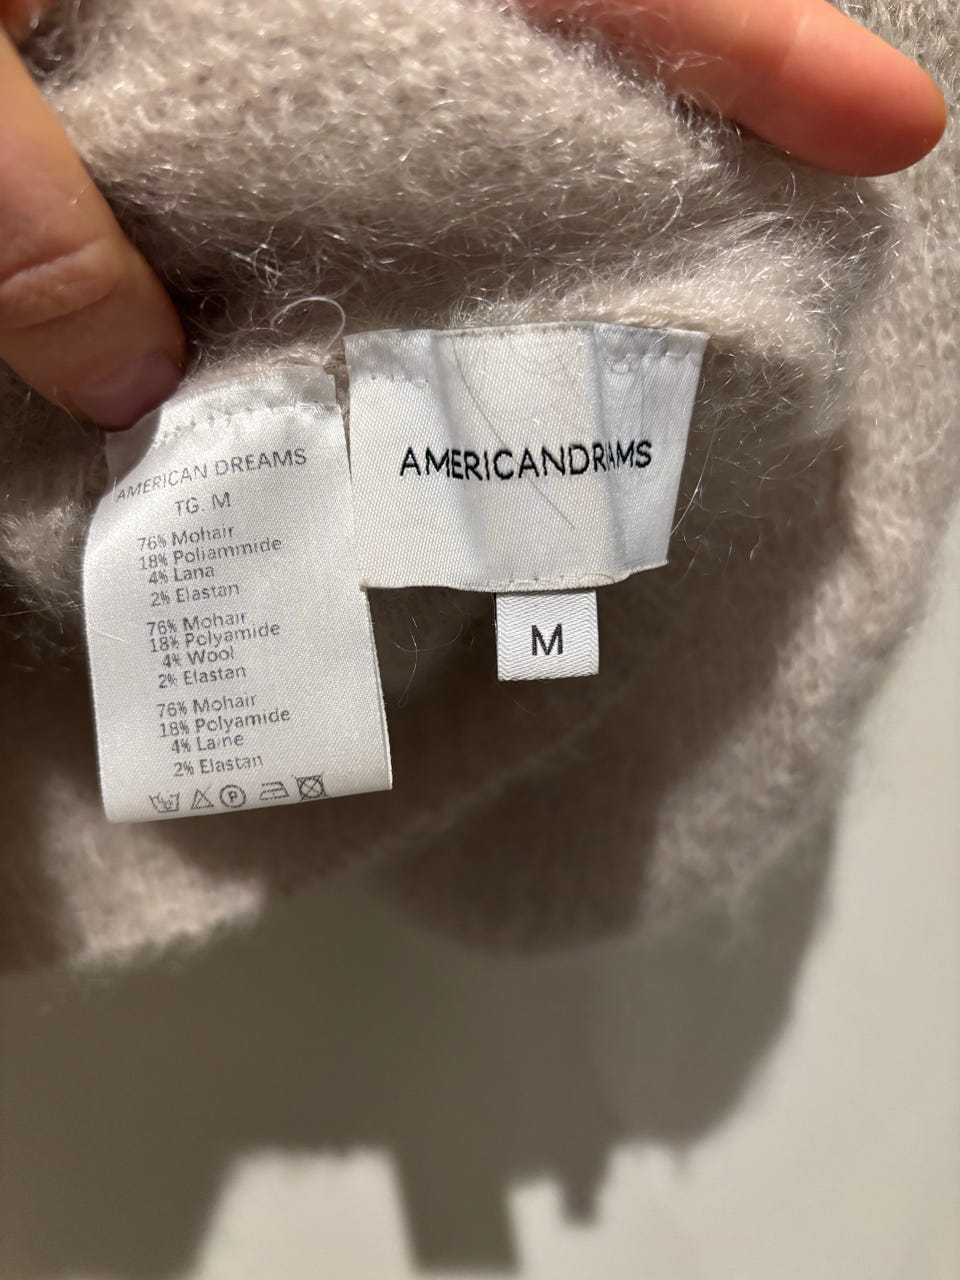 AMERICAN DREAMS
TG. M
76% Mohair
18% Poliammide
4% Lana
2% Elastan
76% Mohair
18% Polyamide
4% Wool
2% Elastan
76% Mohair
18% Polyamide
4% Laine
2% Elastan
P
AMERICANDREAMS
M